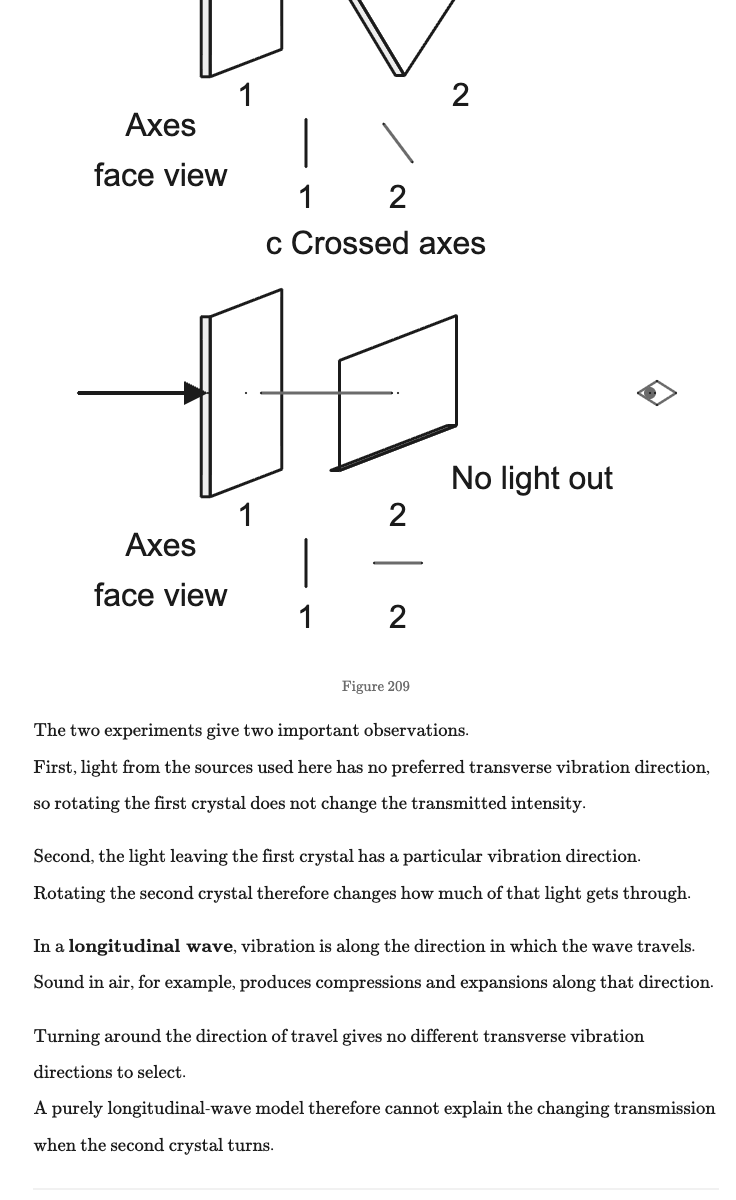 1 2
Axes
face view
1 2
c Crossed axes
No light out
1 2
Axes
face view
1 2
Figure 209
The two experiments give two important observations.
First, light from the sources used here has no preferred transverse vibration direction,
so rotating the first crystal does not change the transmitted intensity.
Second, the light leaving the first crystal has a particular vibration direction.
Rotating the second crystal therefore changes how much of that light gets through.
In a longitudinal wave, vibration is along the direction in which the wave travels.
Sound in air, for example, produces compressions and expansions along that direction.
Turning around the direction of travel gives no different transverse vibration
directions to select.
A purely longitudinal-wave model therefore cannot explain the changing transmission
when the second crystal turns.